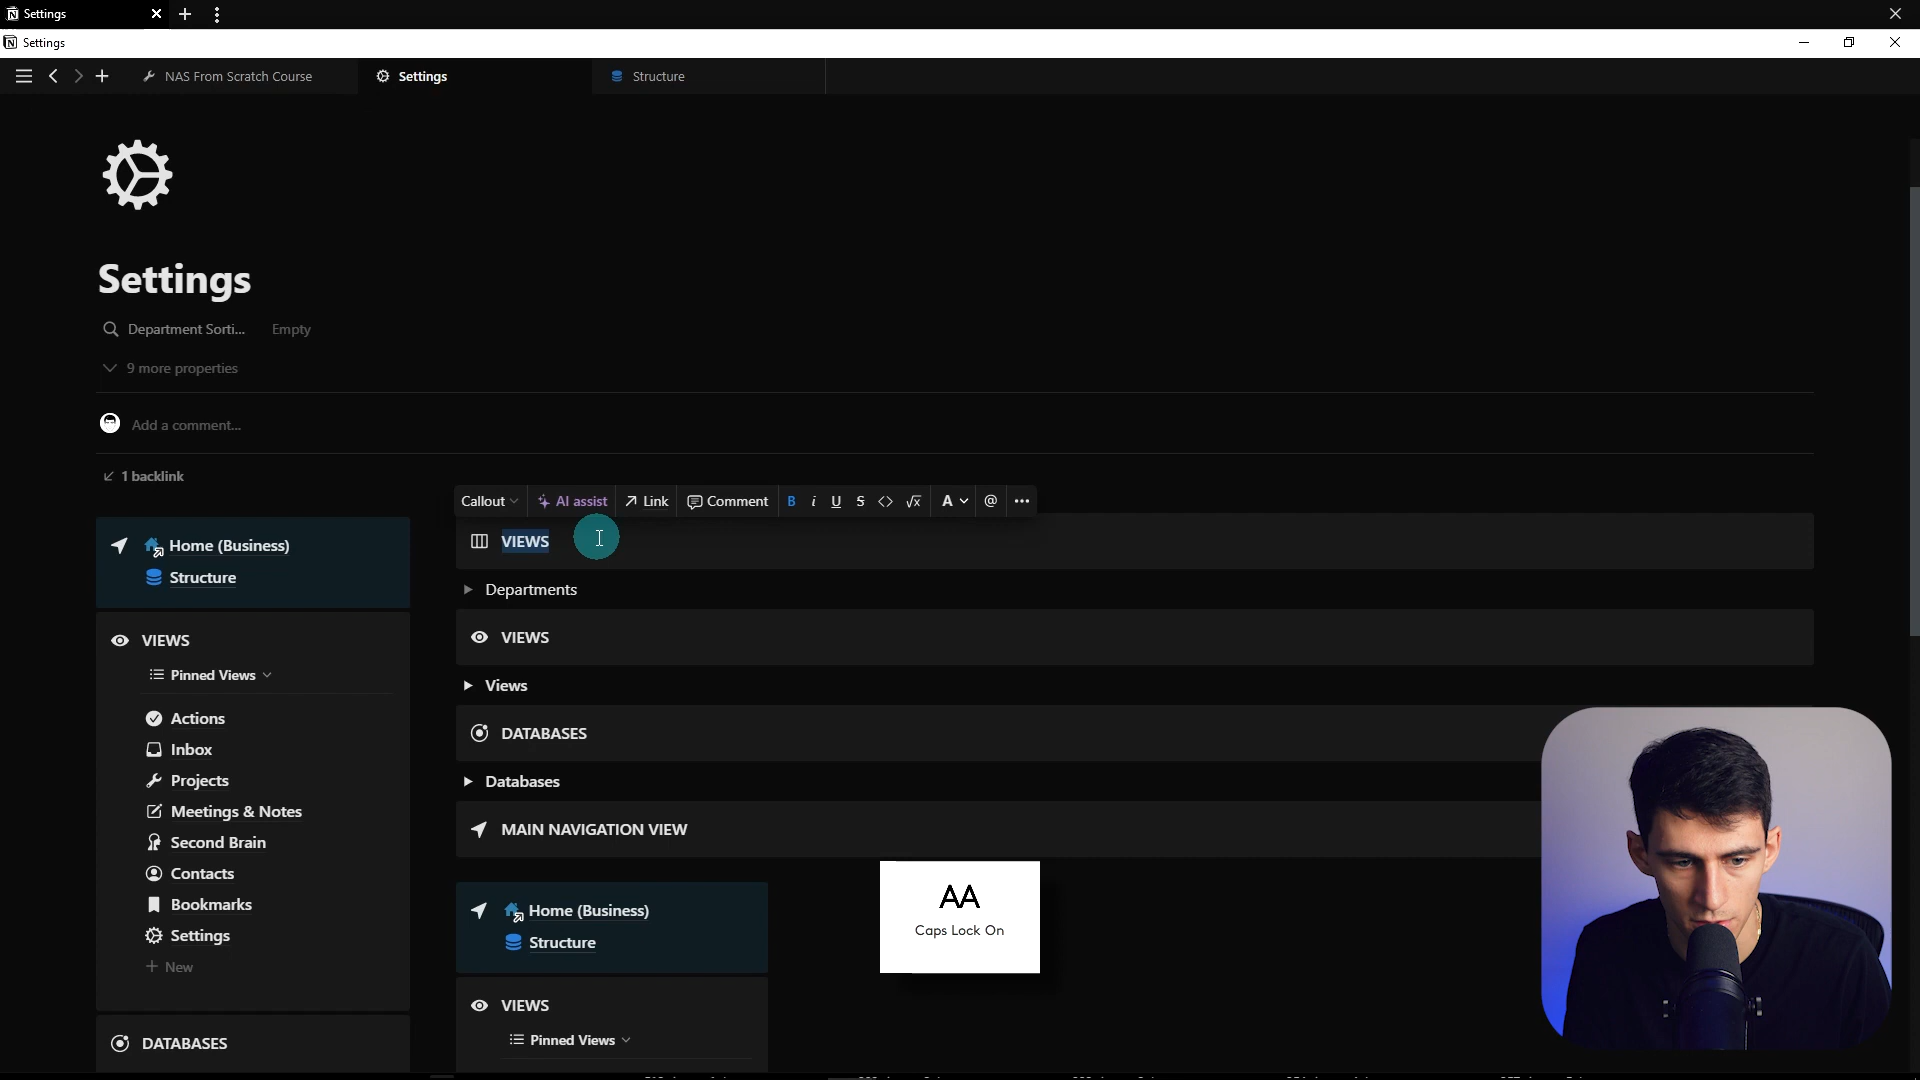 Settings
Settings
NAS From Scratch Course
Settings
Structure
Settings
Department Sorti... Empty
9 more properties
Add a comment...
1 backlink
Callout AI assist Link Comment B i U S <> √x A @ •••
Home (Business)
Structure
VIEWS
Pinned Views
Actions
Inbox
Projects
Meetings & Notes
Second Brain
Contacts
Bookmarks
Settings
+ New
DATABASES
VIEWS
Departments
VIEWS
Views
DATABASES
Databases
MAIN NAVIGATION VIEW
Home (Business)
Structure
VIEWS
Pinned Views
AA
Caps Lock On